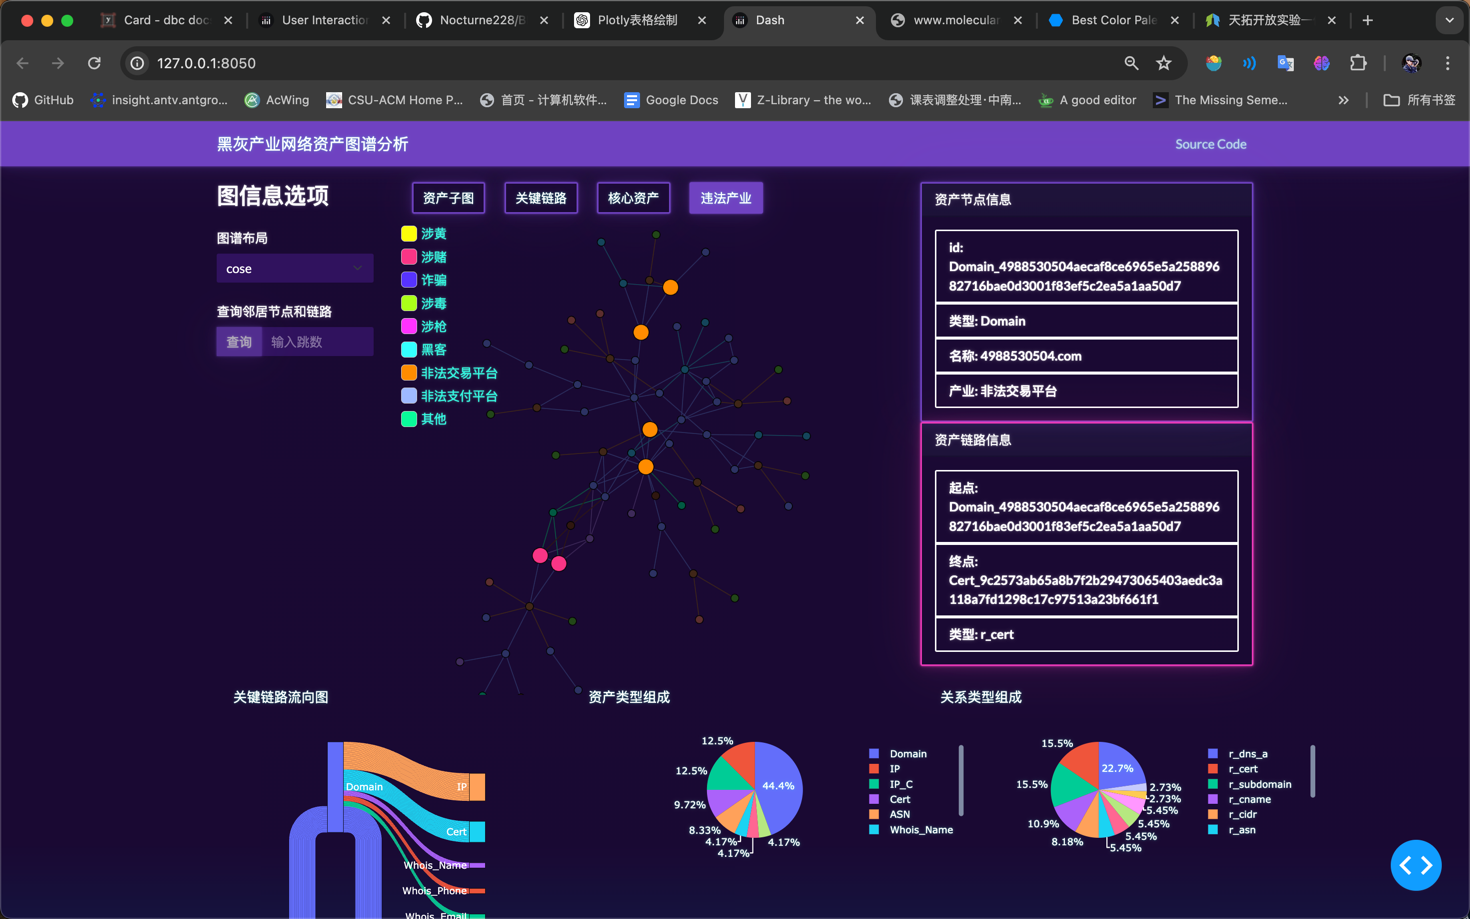 Card - dbc doc
User Interaction
Nocturne228/B
Plotly表格绘制
Dash
www.molecular
Best Color Pale
天拓开放实验一
127.0.0.1:8050
GitHub
insight.antv.antgro...
AcWing
CSU-ACM Home P...
首页 - 计算机软件...
Google Docs
Z-Library – the wo...
课表调整处理·中南...
A good editor
The Missing Seme...
所有书签
黑灰产业网络资产图谱分析
Source Code
图信息选项
图谱布局
cose
查询邻居节点和链路
查询
输入跳数
资产子图
关键链路
核心资产
违法产业
涉黄
涉赌
诈骗
涉毒
涉枪
黑客
非法交易平台
非法支付平台
其他
资产节点信息
id:
Domain_4988530504aecaf8ce6965e5a258896
82716bae0d3001f83ef5c2ea5a1aa50d7
类型: Domain
名称: 4988530504.com
产业: 非法交易平台
资产链路信息
起点:
Domain_4988530504aecaf8ce6965e5a258896
82716bae0d3001f83ef5c2ea5a1aa50d7
终点:
Cert_9c2573ab65a8b7f2b29473065403aedc3a
118a7fd1298c17c97513a23bf661f1
类型: r_cert
关键链路流向图
Domain
IP
Cert
Whois_Name
Whois_Phone
Whois_Email
资产类型组成
12.5%
12.5%
44.4%
9.72%
8.33%
4.17%
4.17%
4.17%
Domain
IP
IP_C
Cert
ASN
Whois_Name
关系类型组成
15.5%
22.7%
15.5%
2.73%
2.73%
5.45%
10.9%
5.45%
5.45%
8.18%
5.45%
r_dns_a
r_cert
r_subdomain
r_cname
r_cidr
r_asn